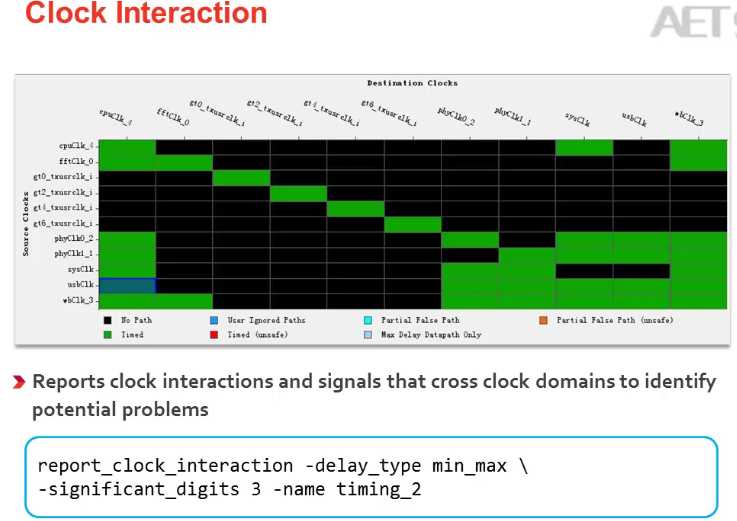 Clock Interaction
AET
Destination Clocks
cpuClk_4
fftClk_0
gt0_txusrclk_i
gt2_txusrclk_i
gt4_txusrclk_i
gt6_txusrclk_i
phyClk0_2
phyClk1_1
sysClk
usbClk
wbClk_3
Source Clocks
cpuClk_4
fftClk_0
gt0_txusrclk_i
gt2_txusrclk_i
gt4_txusrclk_i
gt6_txusrclk_i
phyClk0_2
phyClk1_1
sysClk
usbClk
wbClk_3
No Path User Ignored Paths Partial False Path Partial False Path (unsafe)
Timed Timed (unsafe) Max Delay Datapath Only
Reports clock interactions and signals that cross clock domains to identify
potential problems
report_clock_interaction -delay_type min_max \
-significant_digits 3 -name timing_2